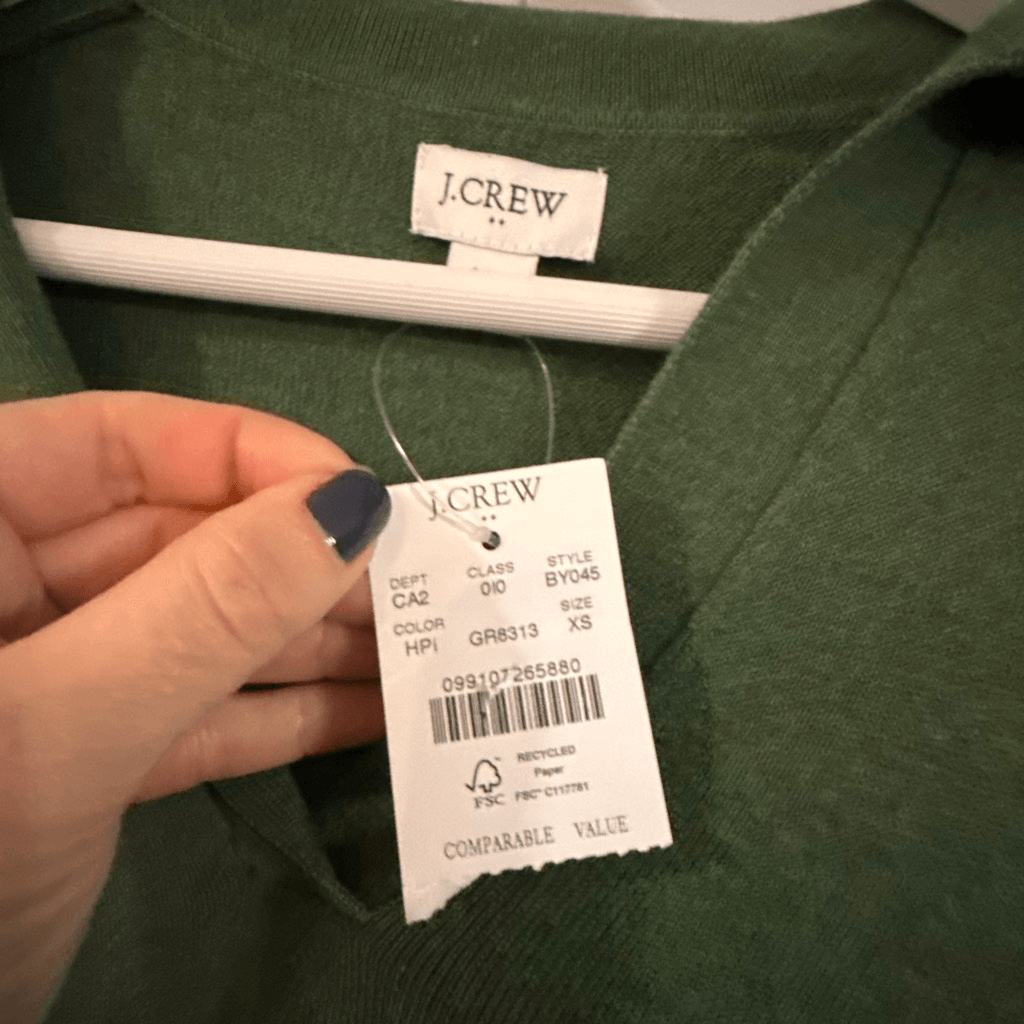 J.CREW
J.CREW
DEPT CLASS STYLE
CA2 010 BY045
COLOR SIZE
HPI GR8313 XS
099107265880
RECYCLED
Paper
FSC FSC™ C117781
COMPARABLE VALUE